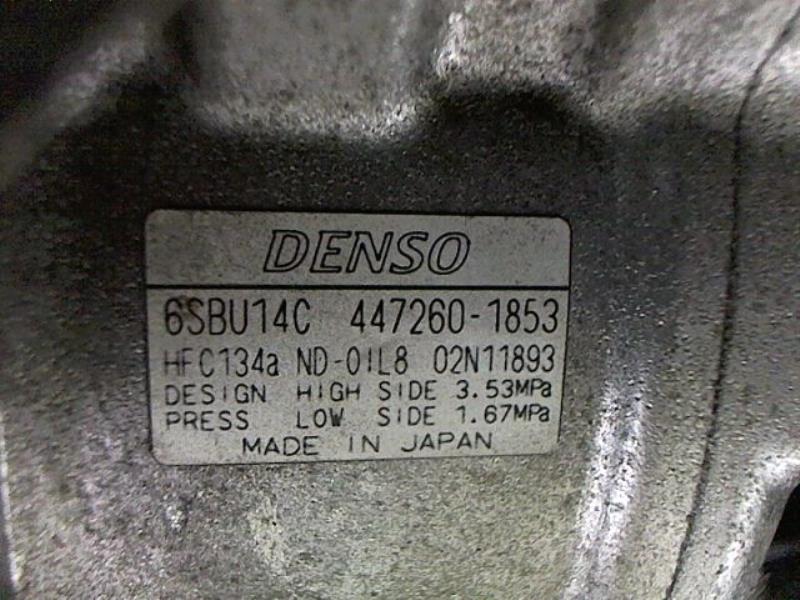 DENSO
6SBU14C 447260-1853
HFC134a ND-OIL8 02N11893
DESIGN HIGH SIDE 3.53MPa
PRESS LOW SIDE 1.67MPa
MADE IN JAPAN